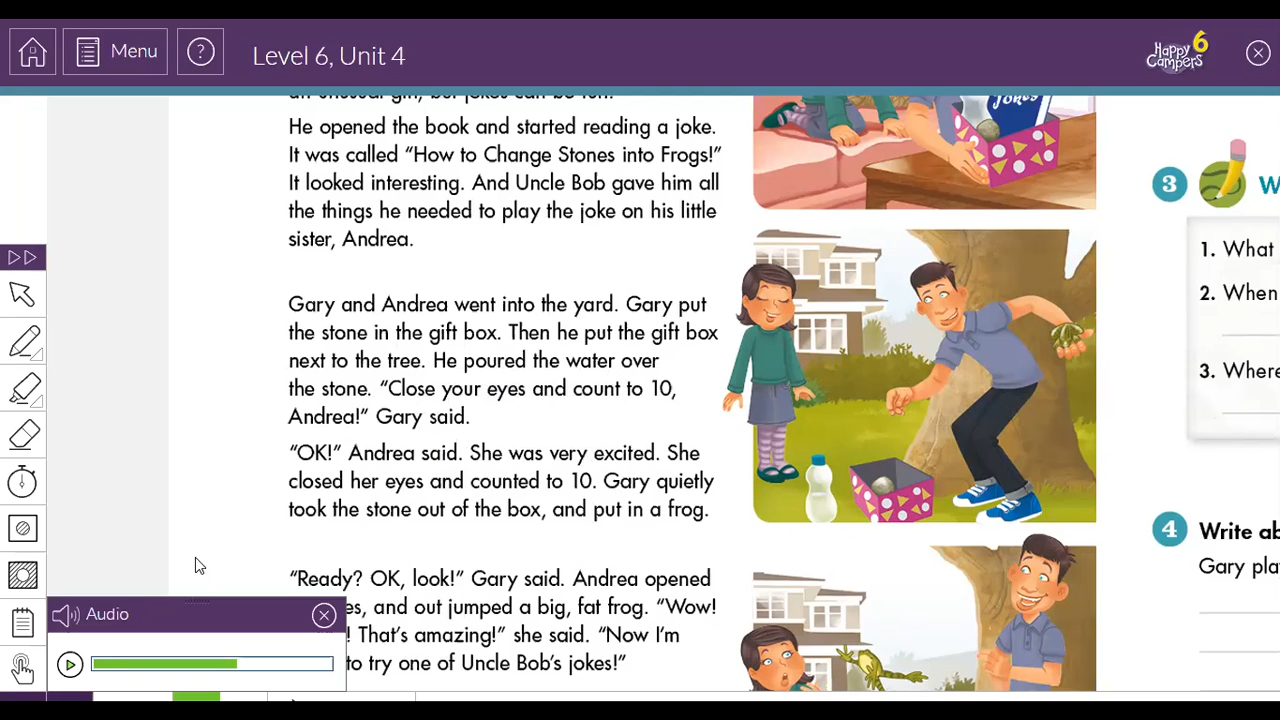 Menu
?
Level 6, Unit 4
Happy Campers 6
an unusual gift, but jokes can be fun!
He opened the book and started reading a joke.
It was called “How to Change Stones into Frogs!”
It looked interesting. And Uncle Bob gave him all
the things he needed to play the joke on his little
sister, Andrea.
Jokes
Gary and Andrea went into the yard. Gary put
the stone in the gift box. Then he put the gift box
next to the tree. He poured the water over
the stone. “Close your eyes and count to 10,
Andrea!” Gary said.
“OK!” Andrea said. She was very excited. She
closed her eyes and counted to 10. Gary quietly
took the stone out of the box, and put in a frog.
“Ready? OK, look!” Gary said. Andrea opened
es, and out jumped a big, fat frog. “Wow!
! That’s amazing!” she said. “Now I’m
to try one of Uncle Bob’s jokes!”
Audio
3
1. What
2. When
3. Where
4 Write ab
Gary pla